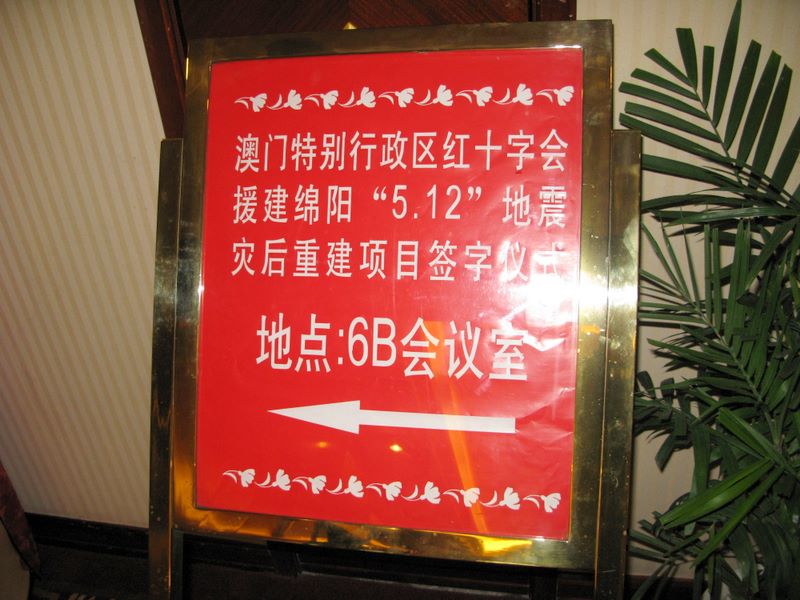 澳门特别行政区红十字会
援建绵阳“5.12”地震
灾后重建项目签字仪式
地点:6B会议室